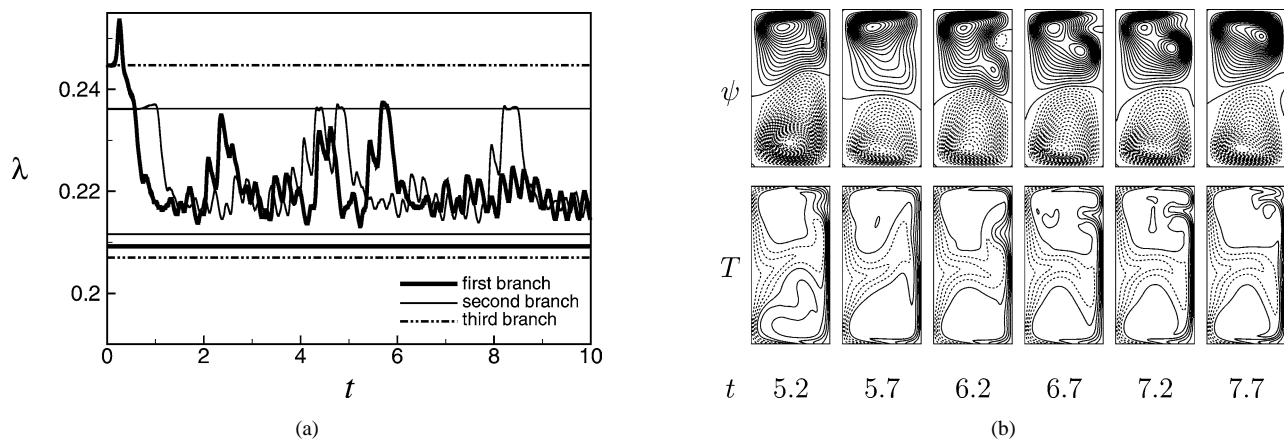 0.24
0.22
0.2
λ
first branch
second branch
third branch
0 2 4 6 8 10
t
(a)
ψ
T
t 5.2 5.7 6.2 6.7 7.2 7.7
(b)